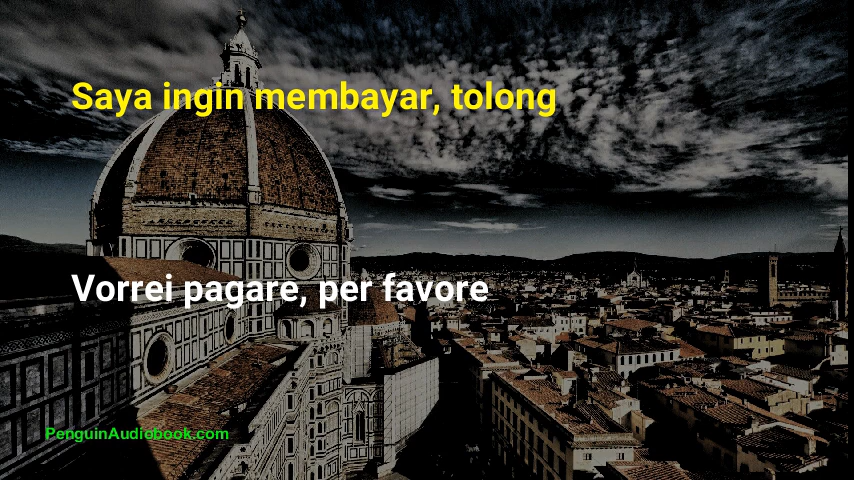 Saya ingin membayar, tolong
Vorrei pagare, per favore
PenguinAudiobook.com